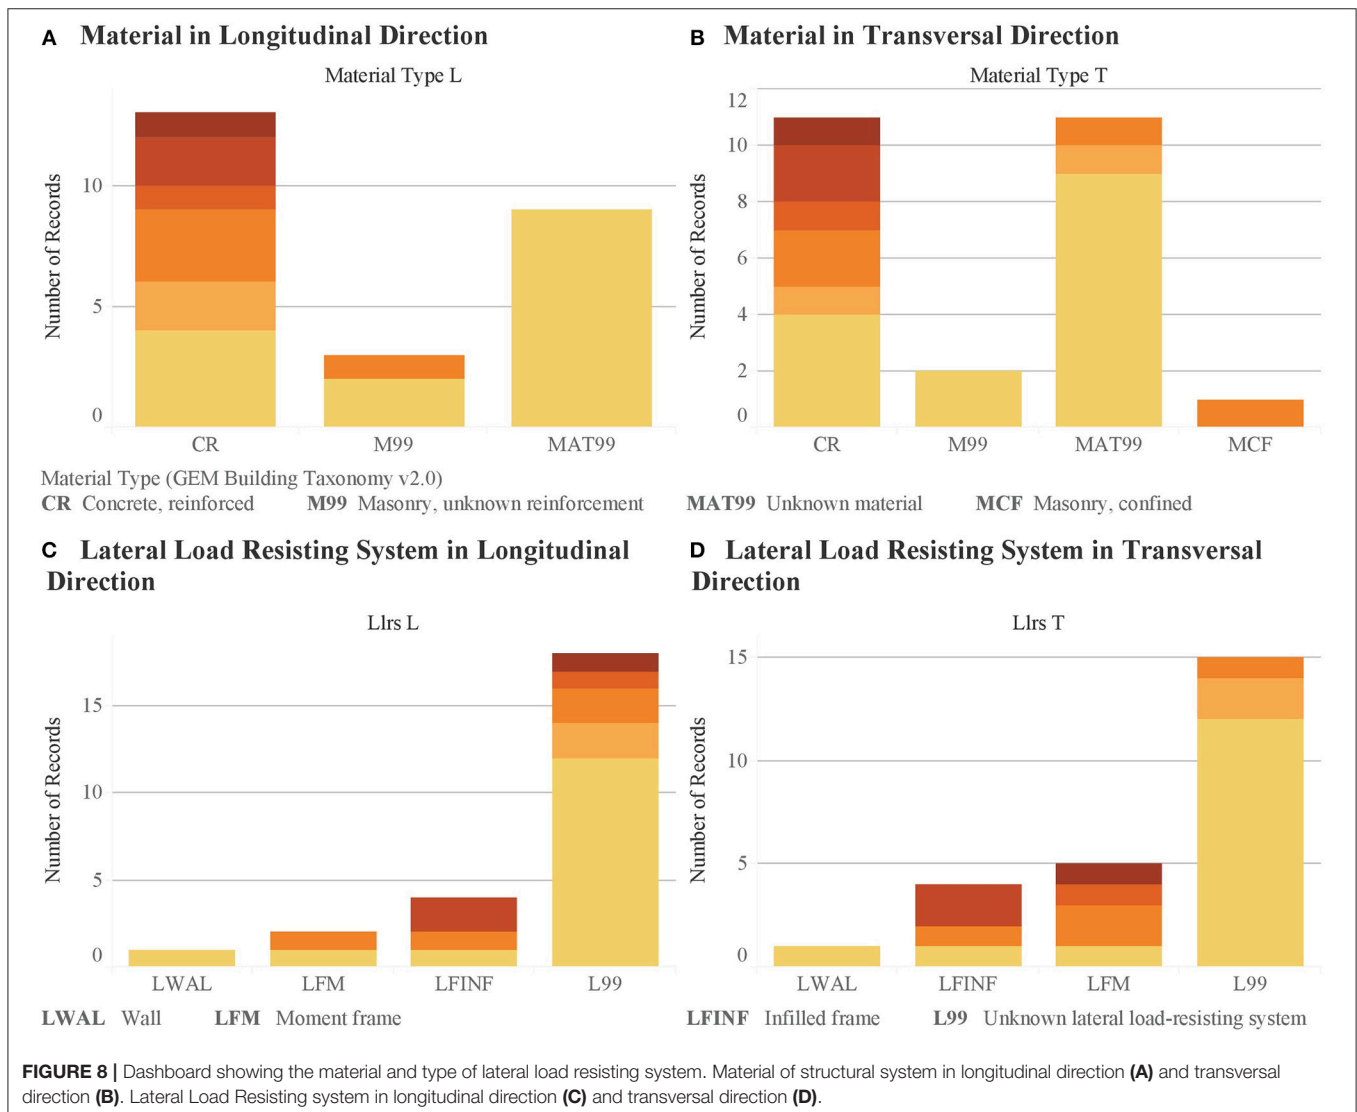 A Material in Longitudinal Direction
Material Type L
Number of Records
10
5
0
CR M99 MAT99
B Material in Transversal Direction
Material Type T
Number of Records
12
10
8
6
4
2
0
CR M99 MAT99 MCF
Material Type (GEM Building Taxonomy v2.0)
CR Concrete, reinforced M99 Masonry, unknown reinforcement MAT99 Unknown material MCF Masonry, confined
C Lateral Load Resisting System in Longitudinal
Direction
Llrs L
Number of Records
15
10
5
0
LWAL LFM LFINF L99
D Lateral Load Resisting System in Transversal
Direction
Llrs T
Number of Records
15
10
5
0
LWAL LFINF LFM L99
LWAL Wall LFM Moment frame LFINF Infilled frame L99 Unknown lateral load-resisting system
FIGURE 8 | Dashboard showing the material and type of lateral load resisting system. Material of structural system in longitudinal direction (A) and transversal
direction (B). Lateral Load Resisting system in longitudinal direction (C) and transversal direction (D).